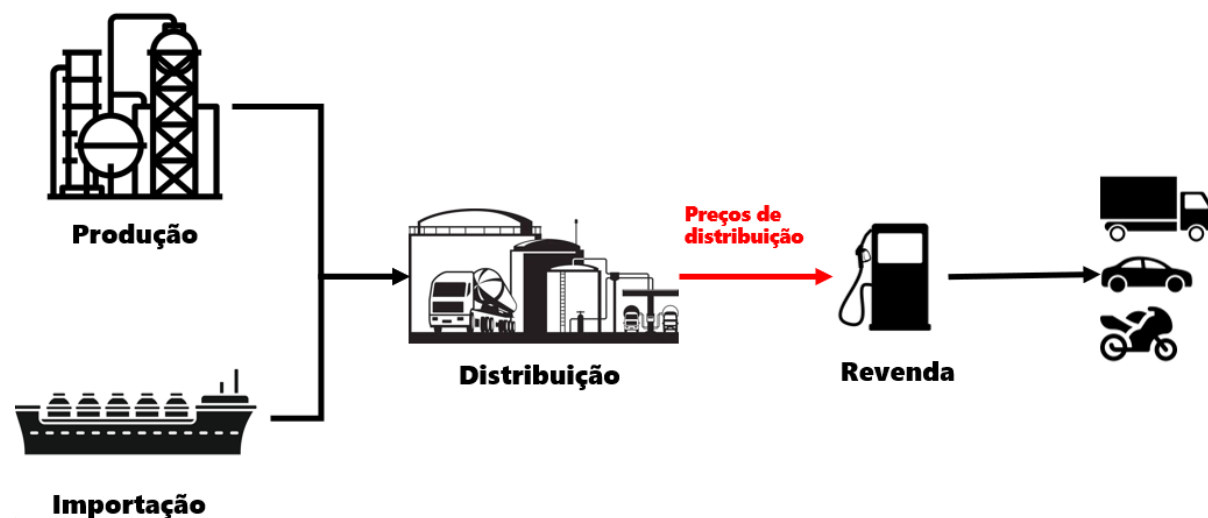 Produção
Preços de
distribuição
Distribuição
Revenda
Importação